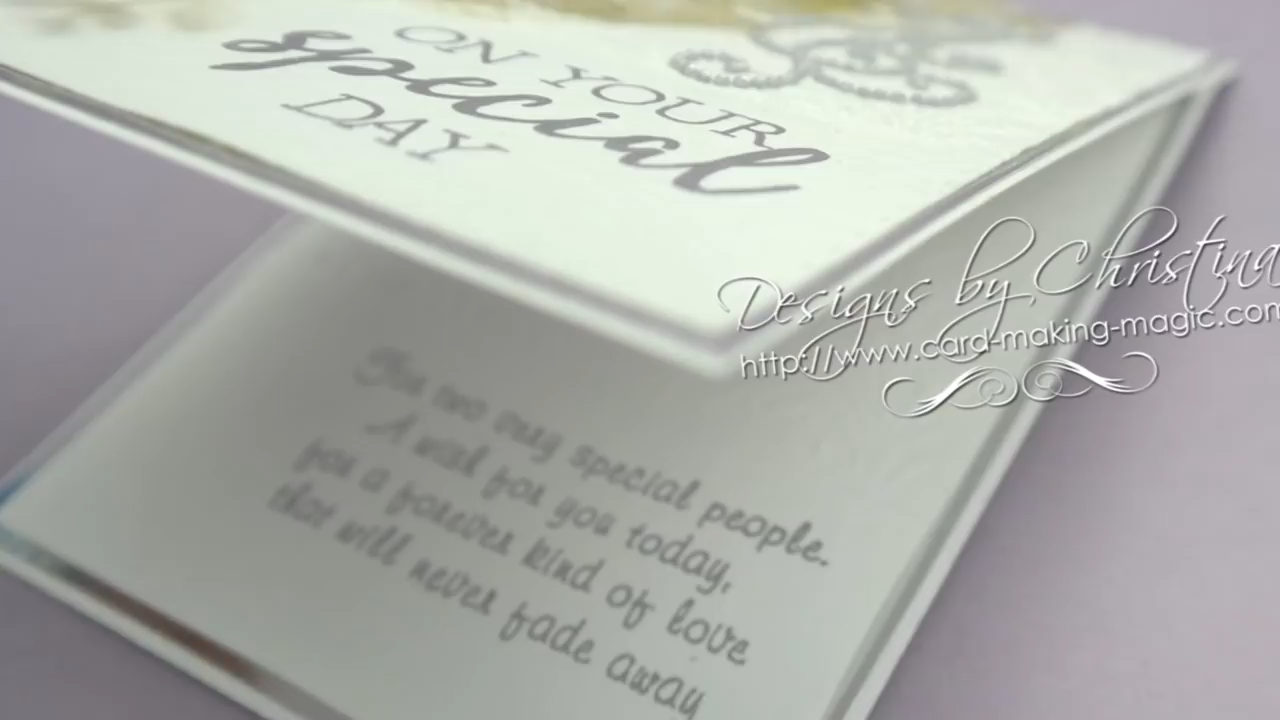 ON YOUR
special
DAY
Designs by Christina
http://www.card-making-magic.com
For two very special people.
A wish for you today,
for a forever kind of love
that will never fade away